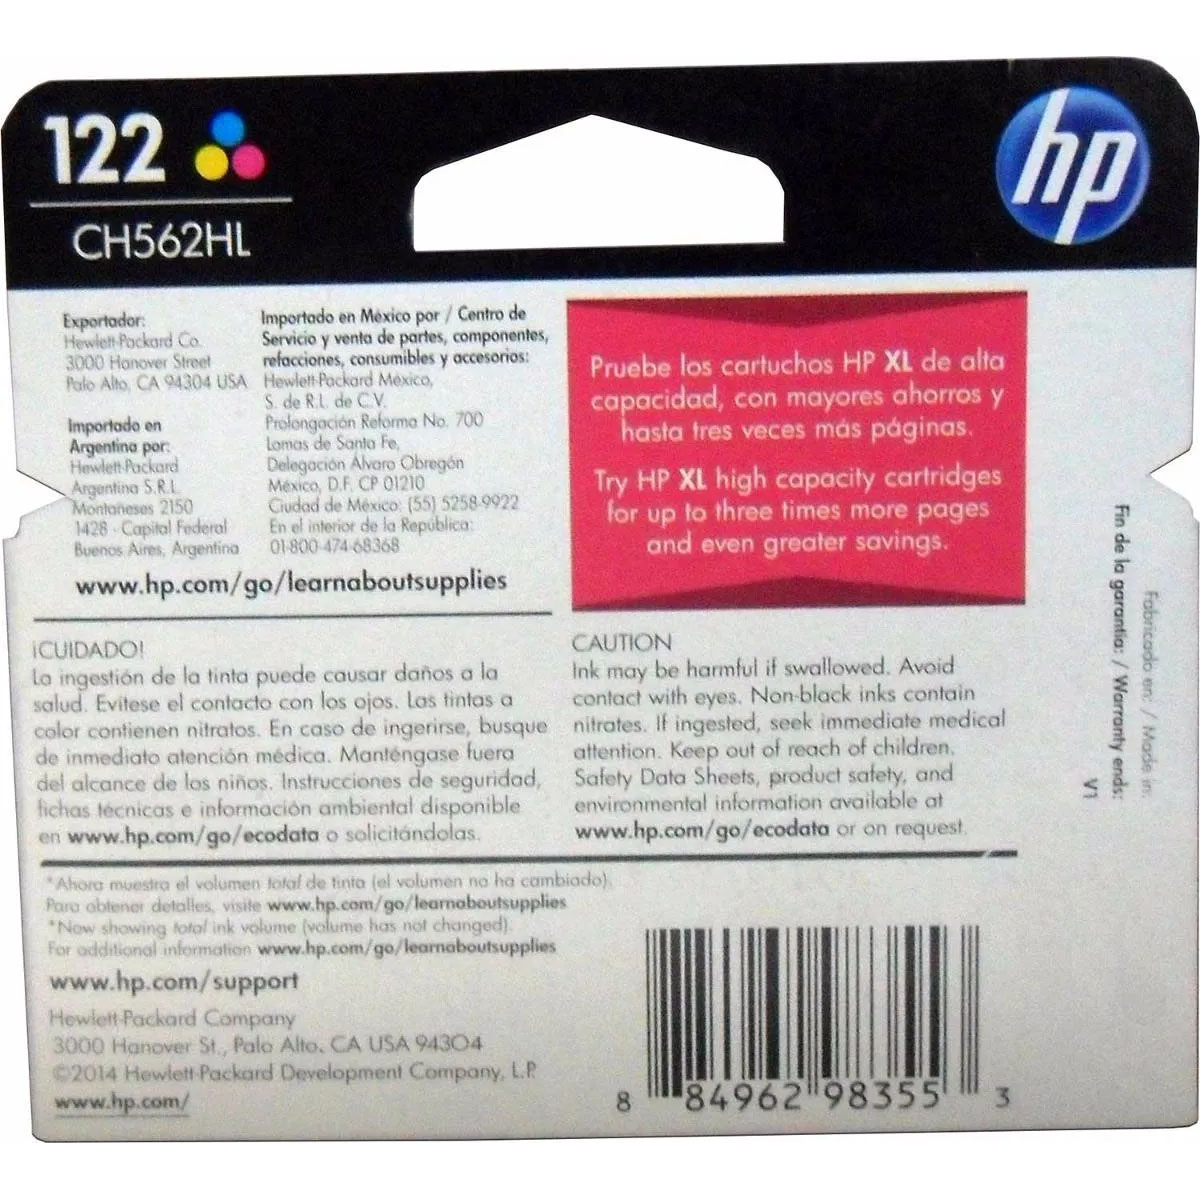 122
CH562HL
hp
Exportador:
Hewlett-Packard Co.
3000 Hanover Street
Palo Alto, CA 94304 USA
Importado en
Argentina por:
Hewlett-Packard
Argentina S.R.L
Montañeses 2150
1428 - Capital Federal
Buenos Aires, Argentina
Importado en México por / Centro de
Servicio y venta de partes, componentes,
refacciones, consumibles y accesorios:
Hewlett-Packard México,
S. de R.L. de C.V.
Prolongación Reforma No. 700
Lomas de Santa Fe,
Delegación Álvaro Obregón
México, D.F. CP 01210
Ciudad de México: (55) 5258-9922
En el interior de la República:
01-800-474-68368
www.hp.com/go/learnaboutsupplies
Pruebe los cartuchos HP XL de alta
capacidad, con mayores ahorros y
hasta tres veces más páginas.
Try HP XL high capacity cartridges
for up to three times more pages
and even greater savings.
¡CUIDADO!
La ingestión de la tinta puede causar daños a la
salud. Evítese el contacto con los ojos. Las tintas a
color contienen nitratos. En caso de ingerirse, busque
de inmediato atención médica. Manténgase fuera
del alcance de los niños. Instrucciones de seguridad,
fichas técnicas e información ambiental disponible
en www.hp.com/go/ecodata o solicitándolas.
CAUTION
Ink may be harmful if swallowed. Avoid
contact with eyes. Non-black inks contain
nitrates. If ingested, seek immediate medical
attention. Keep out of reach of children.
Safety Data Sheets, product safety, and
environmental information available at
www.hp.com/go/ecodata or on request.
Fabricado en: / Made in:
Fin de la garantía: / Warranty ends:
V1
*Ahora muestra el volumen total de tinta (el volumen no ha cambiado).
Para obtener detalles, visite www.hp.com/go/learnaboutsupplies
*Now showing total ink volume (volume has not changed).
For additional information www.hp.com/go/learnaboutsupplies
www.hp.com/support
Hewlett-Packard Company
3000 Hanover St., Palo Alto, CA USA 94304
©2014 Hewlett-Packard Development Company, L.P.
www.hp.com/
8 84962 98355 3